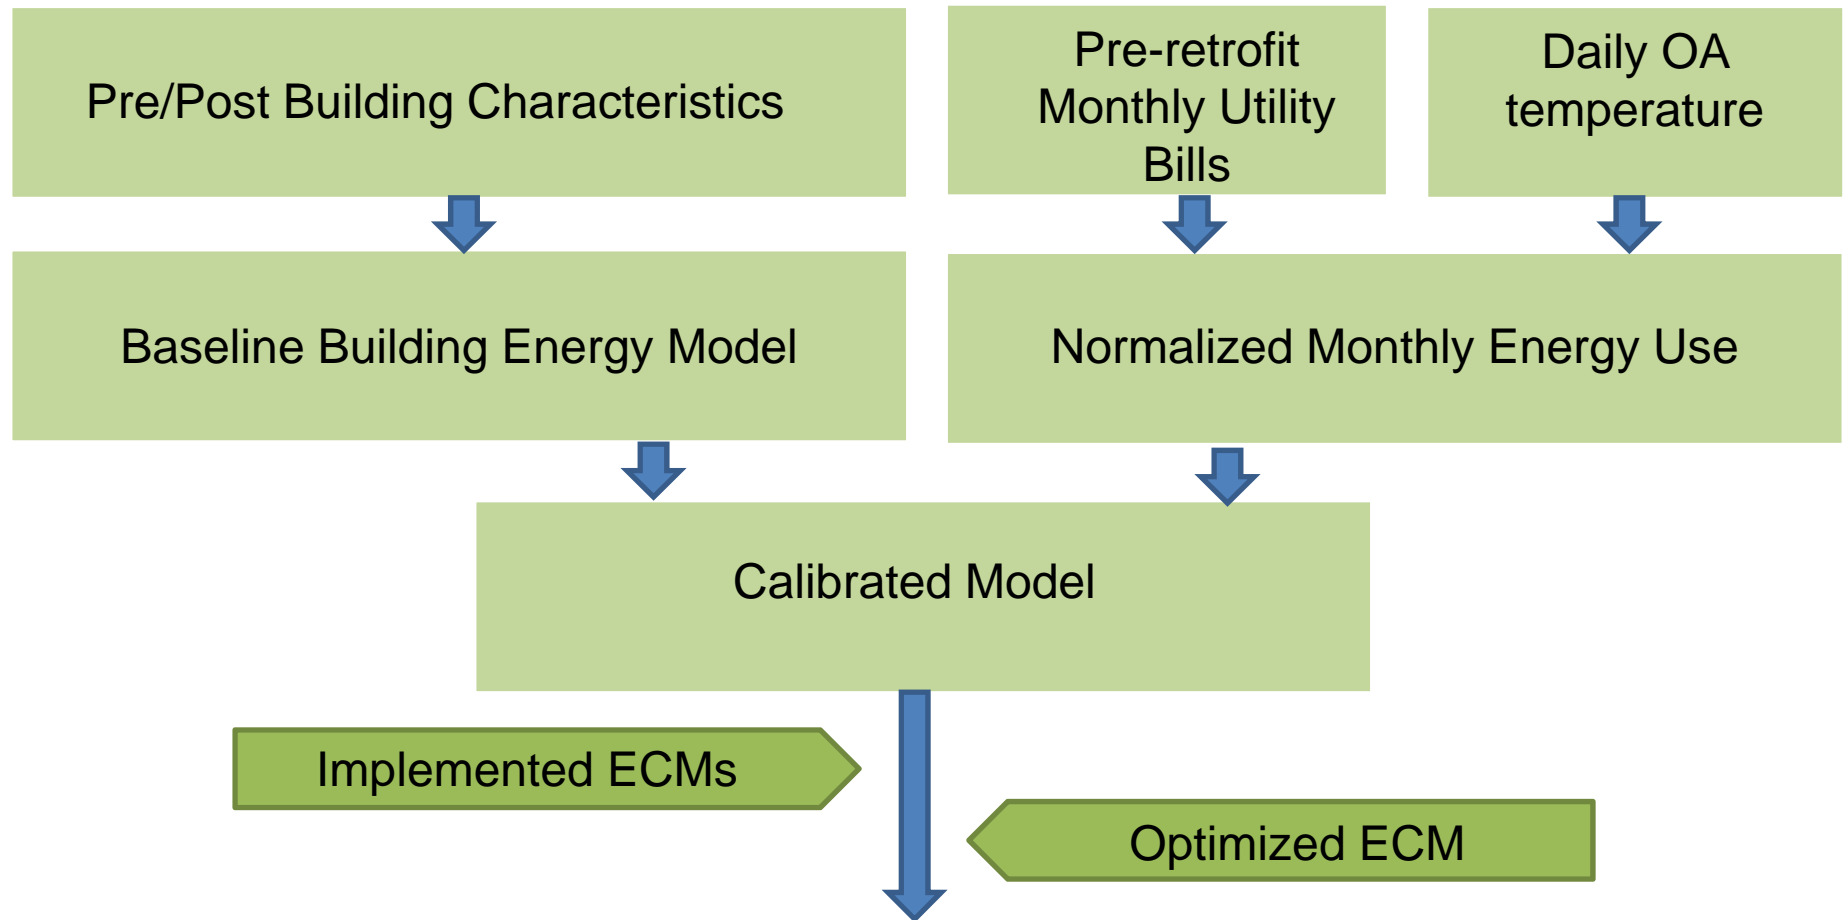 Pre/Post Building Characteristics
Pre-retrofit
Monthly Utility
Bills
Daily OA
temperature
Baseline Building Energy Model
Normalized Monthly Energy Use
Calibrated Model
Implemented ECMs
Optimized ECM